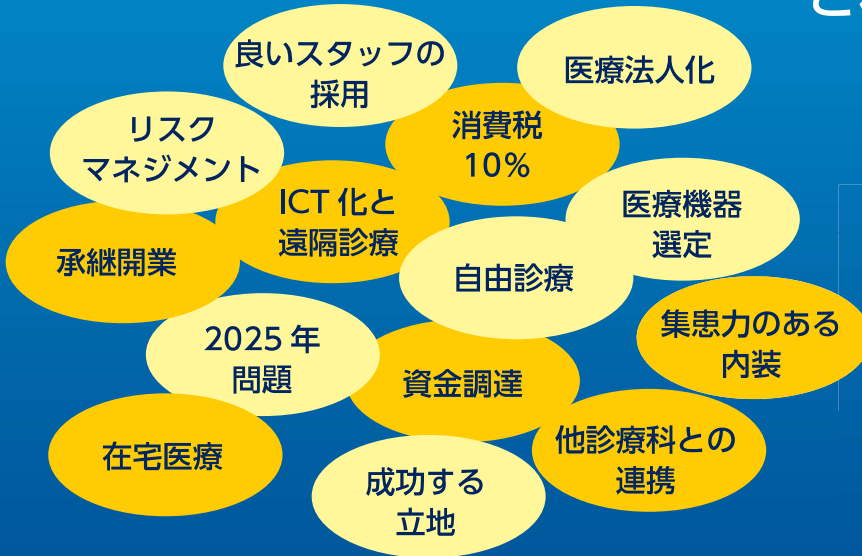 良いスタッフの
採用
医療法人化
リスク
マネジメント
消費税
10%
ICT 化と
遠隔診療
医療機器
選定
承継開業
自由診療
2025 年
問題
集患力のある
内装
資金調達
在宅医療
他診療科との
連携
成功する
立地